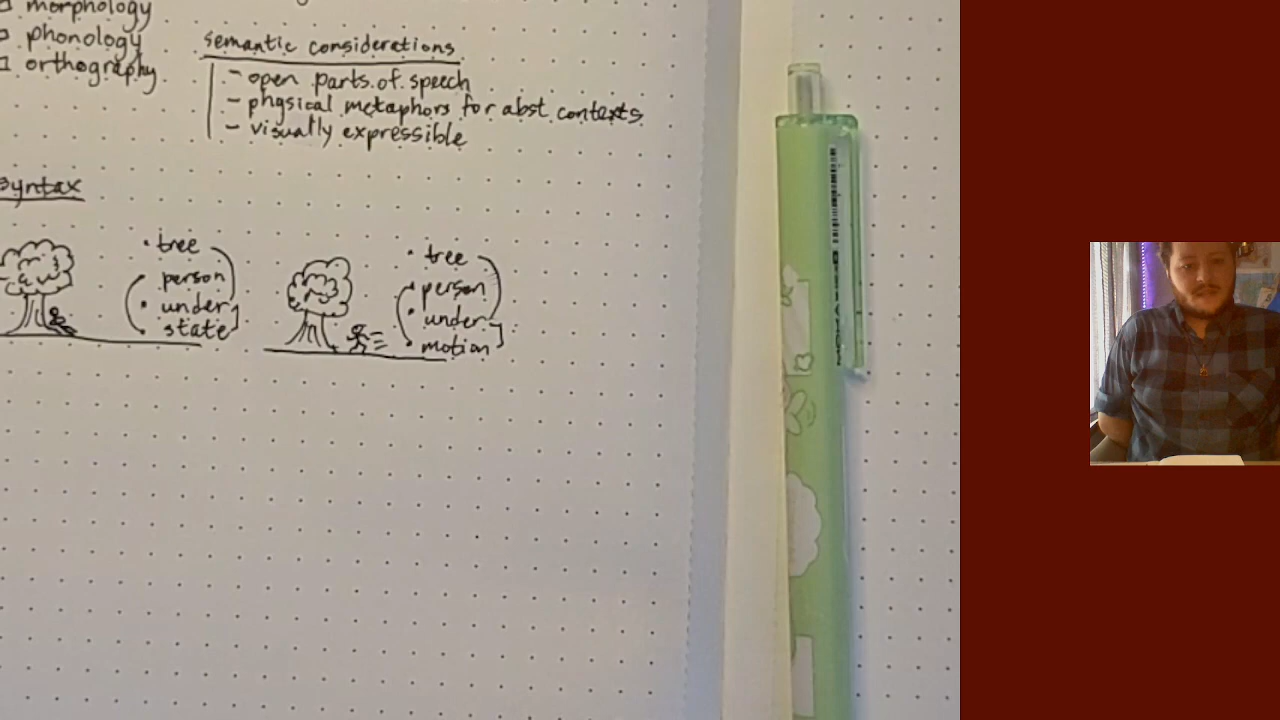 morphology
phonology
orthography
semantic considerations
- open parts of speech
- physical metaphors for abst contexts
- visually expressible
syntax
• tree
person
• under
state
• tree
person
• under
motion